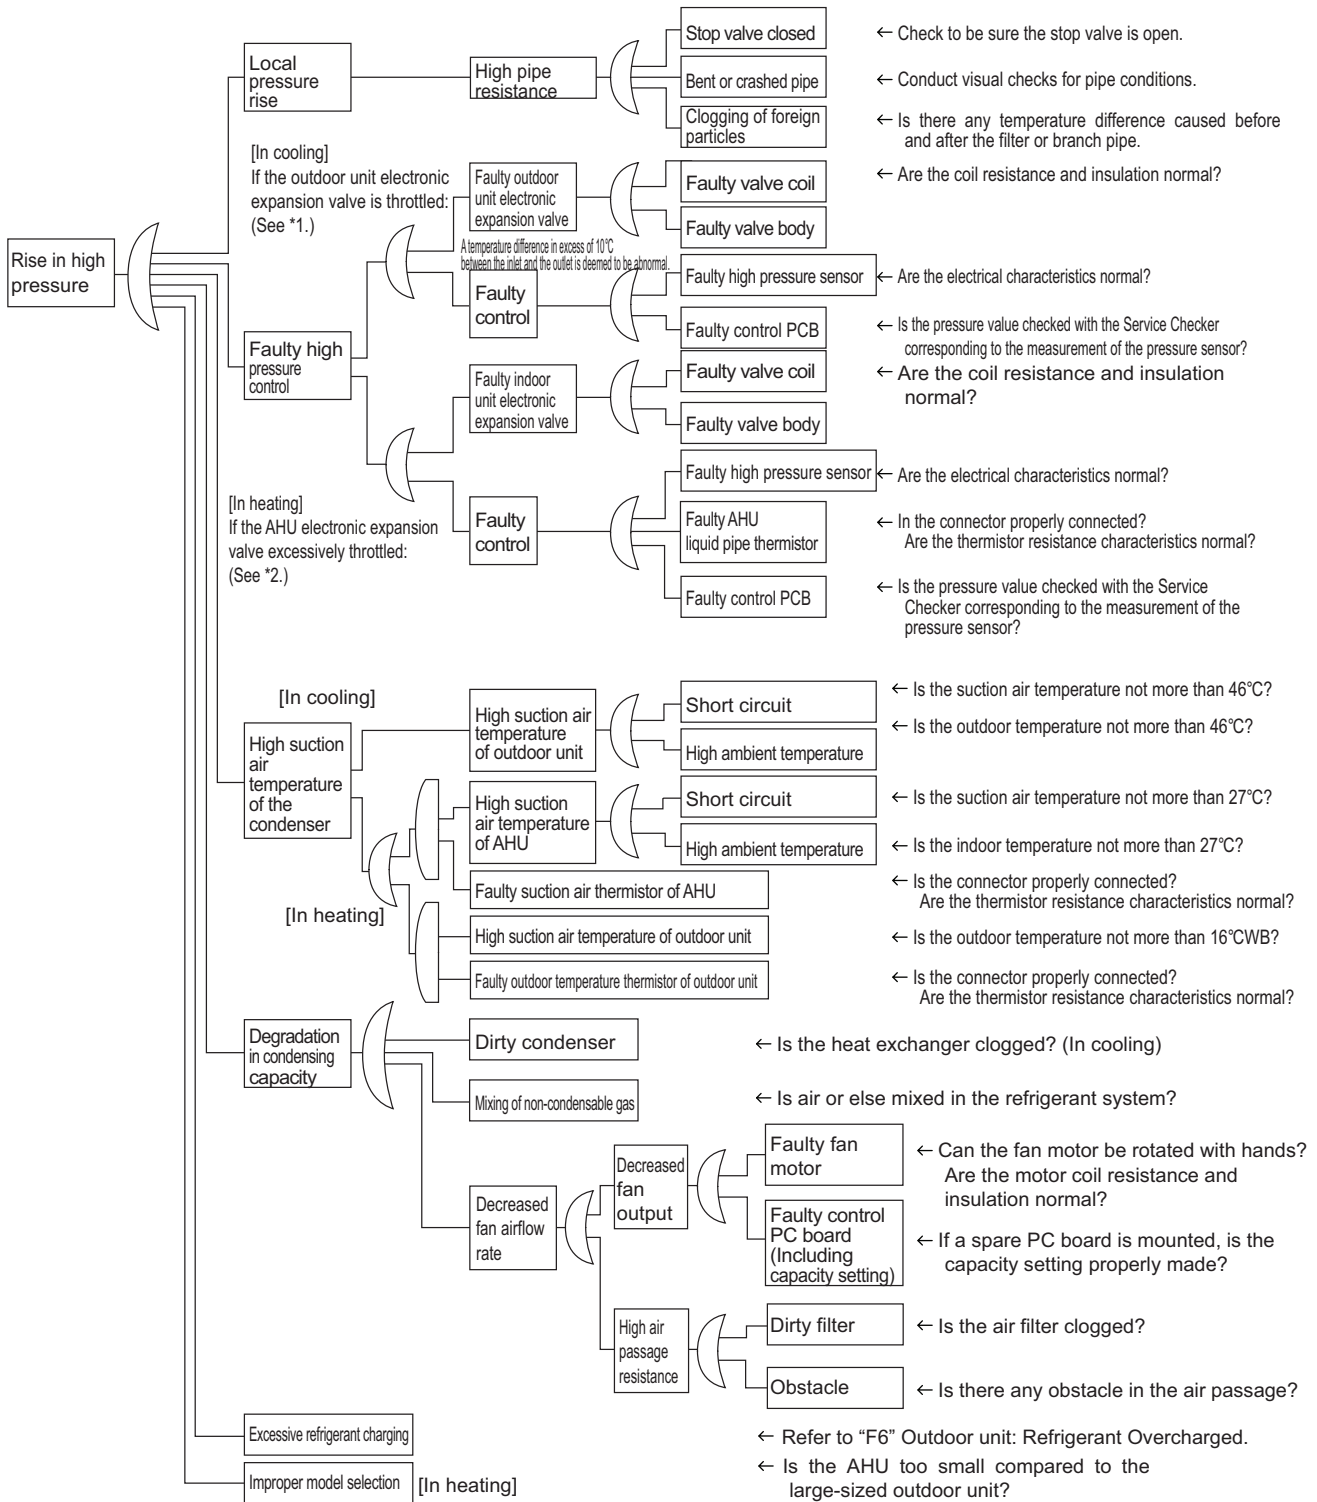 Rise in high
pressure
Local
pressure
rise
High pipe
resistance
Stop valve closed
← Check to be sure the stop valve is open.
Bent or crashed pipe
← Conduct visual checks for pipe conditions.
Clogging of foreign
particles
← Is there any temperature difference caused before
and after the filter or branch pipe.
[In cooling]
If the outdoor unit electronic
expansion valve is throttled:
(See *1.)
Faulty outdoor
unit electronic
expansion valve
Faulty valve coil
← Are the coil resistance and insulation normal?
Faulty valve body
A temperature difference in excess of 10°C
between the inlet and the outlet is deemed to be abnormal.
Faulty high
pressure
control
Faulty
control
Faulty high pressure sensor
← Are the electrical characteristics normal?
Faulty control PCB
← Is the pressure value checked with the Service Checker
corresponding to the measurement of the pressure sensor?
Faulty indoor
unit electronic
expansion valve
Faulty valve coil
← Are the coil resistance and insulation
normal?
Faulty valve body
[In heating]
If the AHU electronic expansion
valve excessively throttled:
(See *2.)
Faulty
control
Faulty high pressure sensor
← Are the electrical characteristics normal?
Faulty AHU
liquid pipe thermistor
← In the connector properly connected?
Are the thermistor resistance characteristics normal?
Faulty control PCB
← Is the pressure value checked with the Service
Checker corresponding to the measurement of the
pressure sensor?
[In cooling]
High suction
air
temperature
of the
condenser
High suction air
temperature
of outdoor unit
Short circuit
← Is the suction air temperature not more than 46°C?
High ambient temperature
← Is the outdoor temperature not more than 46°C?
[In heating]
High suction
air temperature
of AHU
Short circuit
← Is the suction air temperature not more than 27°C?
High ambient temperature
← Is the indoor temperature not more than 27°C?
Faulty suction air thermistor of AHU
← Is the connector properly connected?
Are the thermistor resistance characteristics normal?
High suction air temperature of outdoor unit
← Is the outdoor temperature not more than 16°CWB?
Faulty outdoor temperature thermistor of outdoor unit
← Is the connector properly connected?
Are the thermistor resistance characteristics normal?
Degradation
in condensing
capacity
Dirty condenser
← Is the heat exchanger clogged? (In cooling)
Mixing of non-condensable gas
← Is air or else mixed in the refrigerant system?
Decreased
fan airflow
rate
Decreased
fan
output
Faulty fan
motor
← Can the fan motor be rotated with hands?
Are the motor coil resistance and
insulation normal?
Faulty control
PC board
(Including
capacity setting)
← If a spare PC board is mounted, is the
capacity setting properly made?
High air
passage
resistance
Dirty filter
← Is the air filter clogged?
Obstacle
← Is there any obstacle in the air passage?
Excessive refrigerant charging
← Refer to “F6” Outdoor unit: Refrigerant Overcharged.
Improper model selection
[In heating]
← Is the AHU too small compared to the
large-sized outdoor unit?